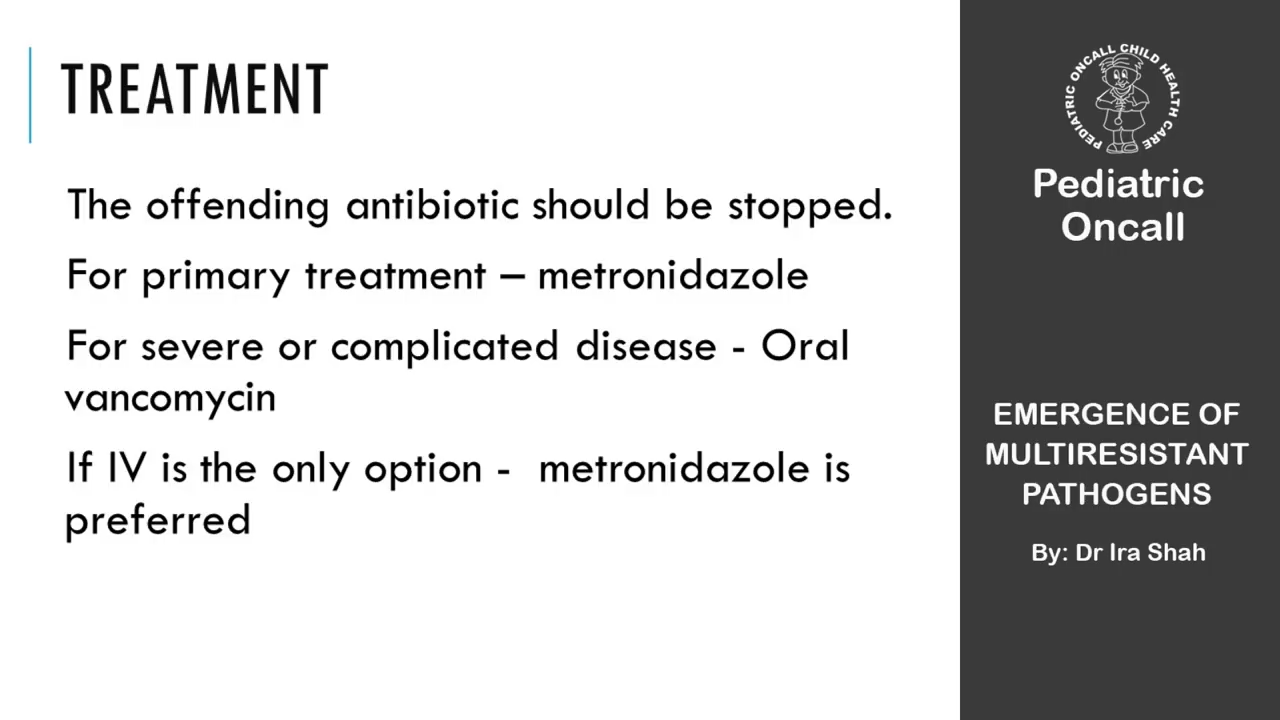 TREATMENT
The offending antibiotic should be stopped.
For primary treatment – metronidazole
For severe or complicated disease - Oral
vancomycin
If IV is the only option -  metronidazole is
preferred
PEDIATRIC ONCALL CHILD HEALTH CARE
Pediatric
Oncall
EMERGENCE OF
MULTIRESISTANT
PATHOGENS
By: Dr Ira Shah